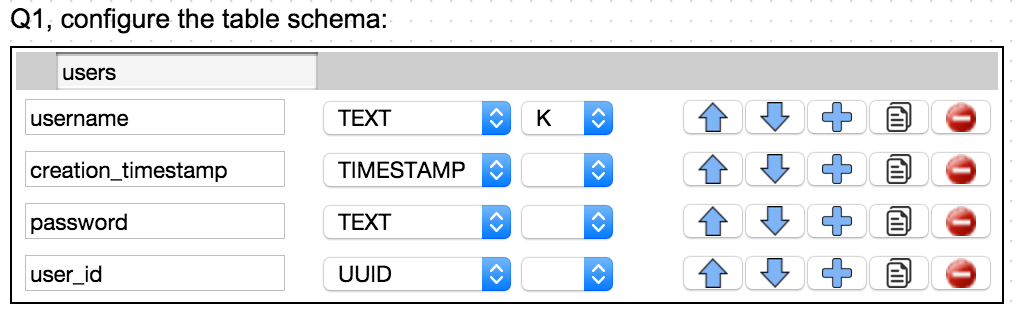 Q1, configure the table schema:
users
username TEXT K
creation_timestamp TIMESTAMP
password TEXT
user_id UUID